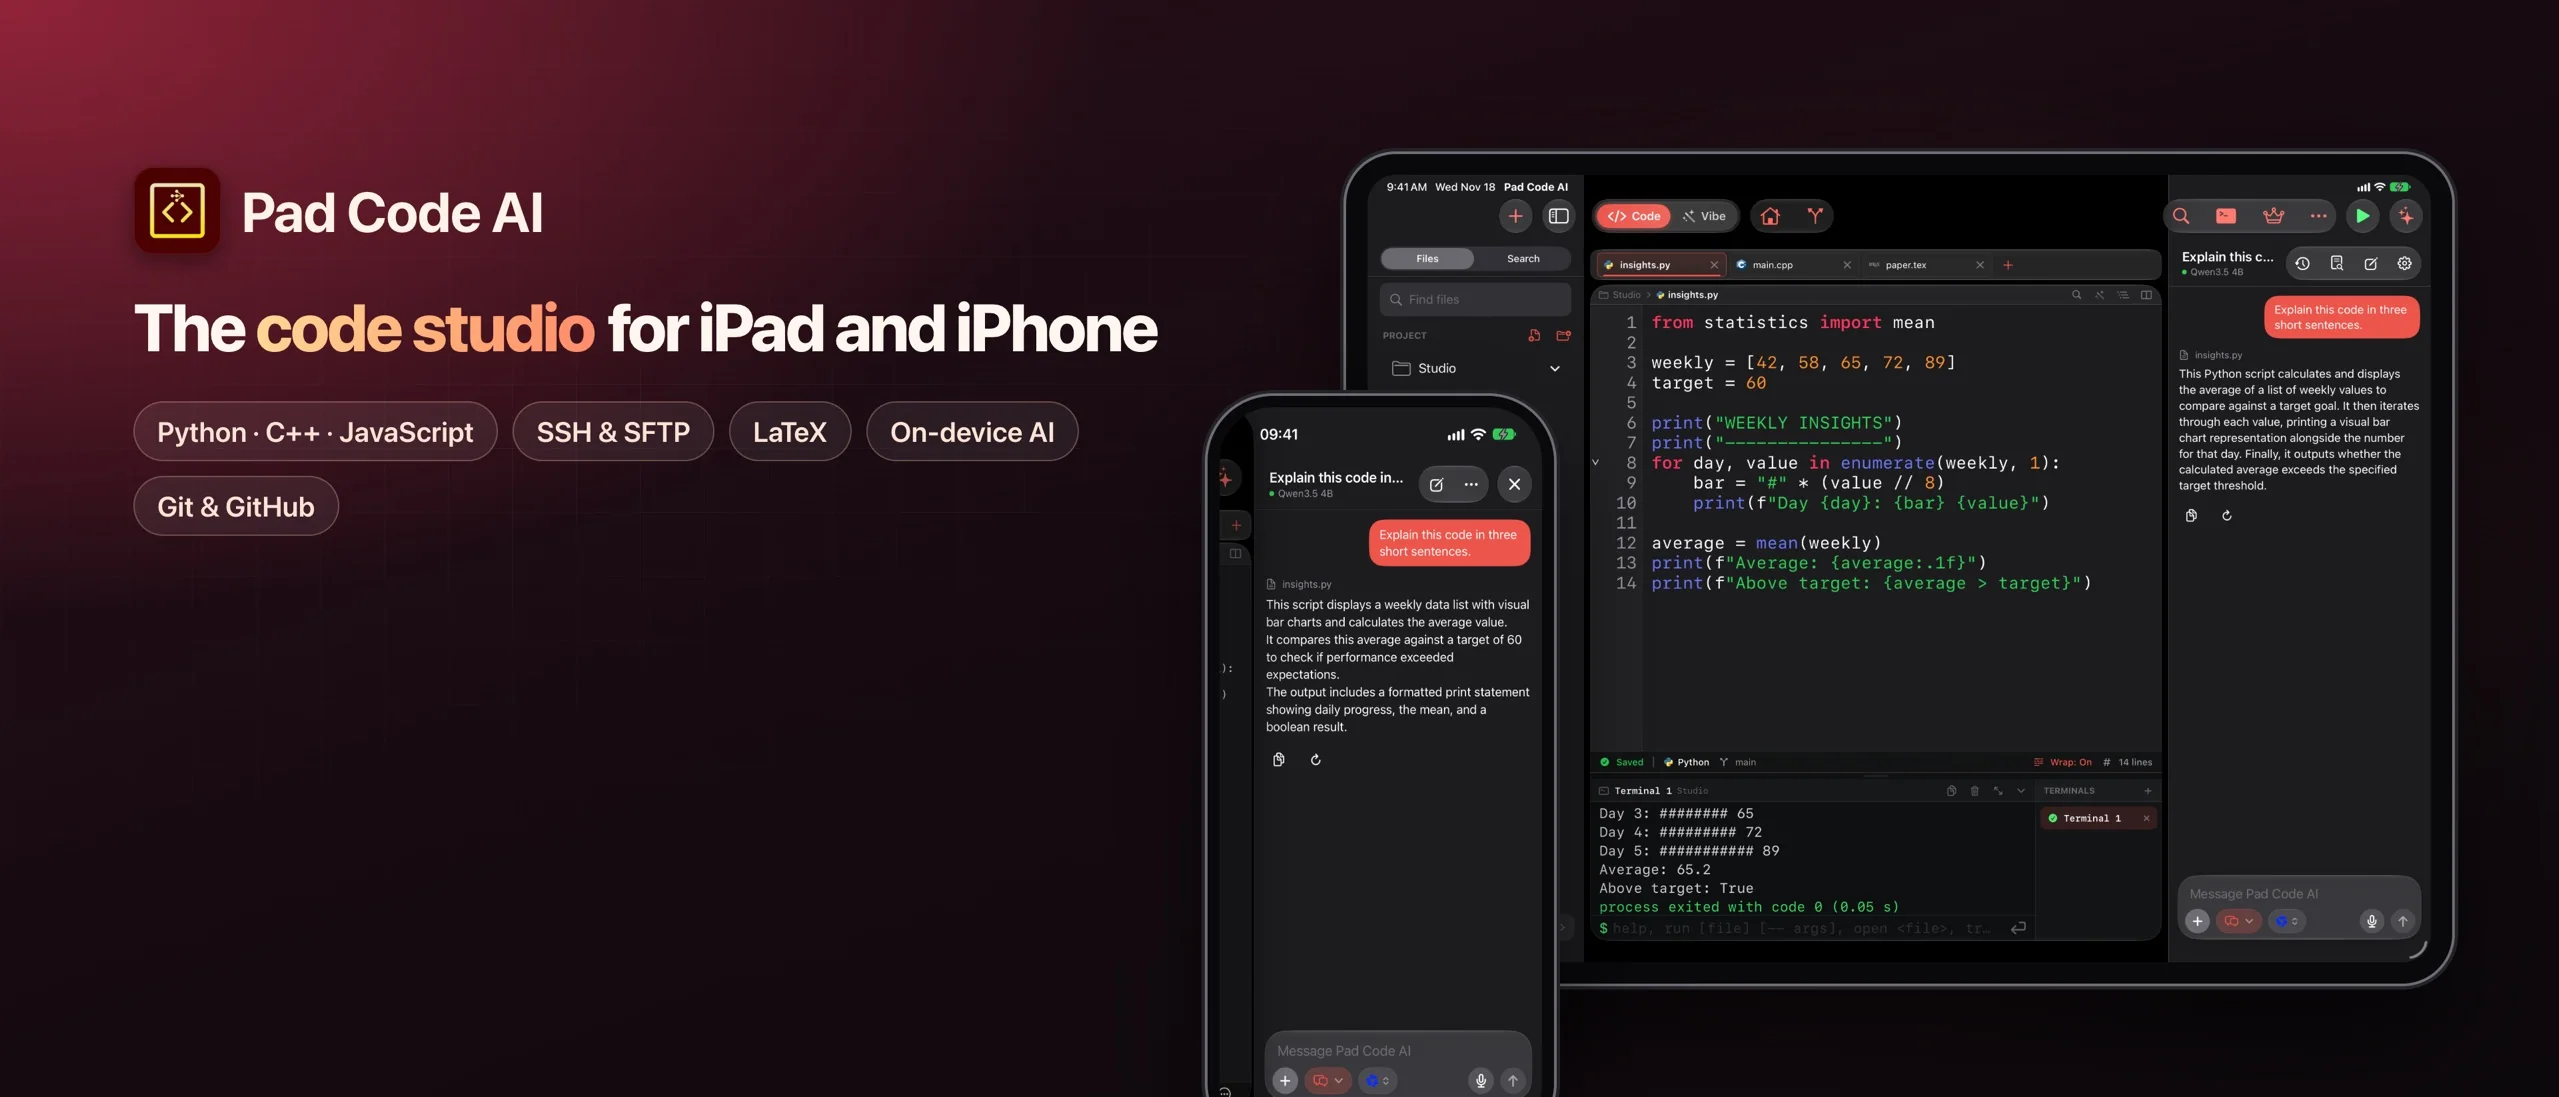 Pad Code AI
The code studio for iPad and iPhone
Python · C++ · JavaScript
SSH & SFTP
LaTeX
On-device AI
Git & GitHub
9:41 AM Wed Nov 18 Pad Code AI
</> Code
Vibe
Files
Search
Find files
PROJECT
Studio
insights.py
main.cpp
paper.tex
Studio > insights.py
1 from statistics import mean
2
3 weekly = [42, 58, 65, 72, 89]
4 target = 60
5
6 print("WEEKLY INSIGHTS")
7 print("---------------")
8 for day, value in enumerate(weekly, 1):
9 bar = "#" * (value // 8)
10 print(f"Day {day}: {bar} {value}")
11
12 average = mean(weekly)
13 print(f"Average: {average:.1f}")
14 print(f"Above target: {average > target}")
Saved | Python main
Wrap: On # 14 lines
Terminal 1 Studio
Day 3: ######## 65
Day 4: ######### 72
Day 5: ########### 89
Average: 65.2
Above target: True
process exited with code 0 (0.05 s)
$ help, run [file] [-- args], open <file>, tr…
TERMINALS +
Terminal 1
Explain this c...
Qwen3.5 4B
Explain this code in three
short sentences.
insights.py
This Python script calculates and displays
the average of a list of weekly values to
compare against a target goal. It then iterates
through each value, printing a visual bar
chart representation alongside the number
for that day. Finally, it outputs whether the
calculated average exceeds the specified
target threshold.
Message Pad Code AI
09:41
Explain this code in...
Qwen3.5 4B
Explain this code in three
short sentences.
insights.py
This script displays a weekly data list with visual
bar charts and calculates the average value.
It compares this average against a target of 60
to check if performance exceeded
expectations.
The output includes a formatted print statement
showing daily progress, the mean, and a
boolean result.
):
)
Message Pad Code AI